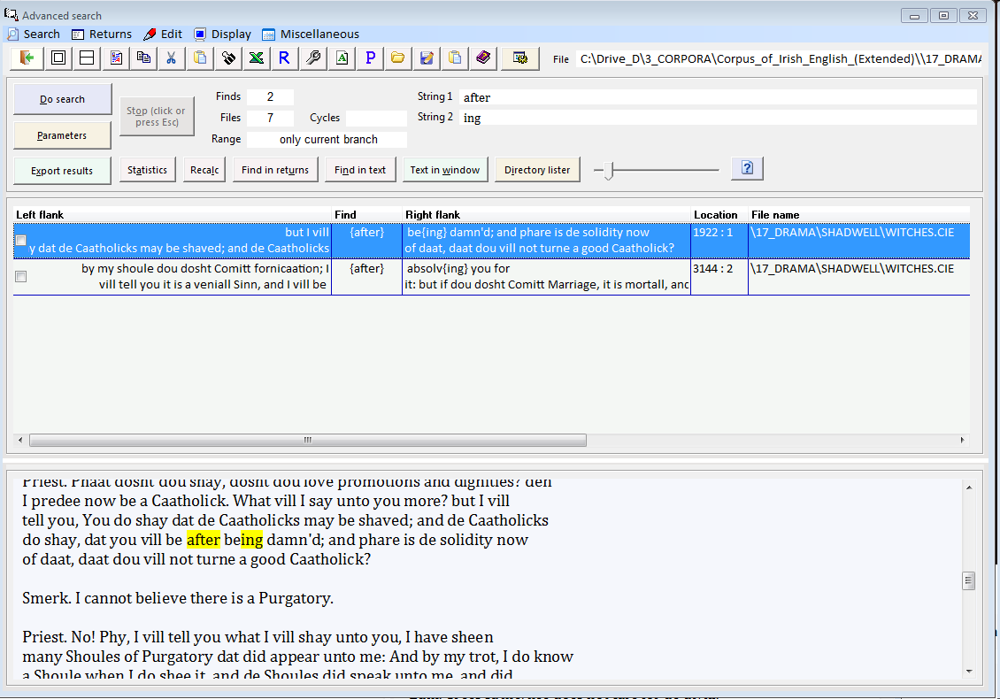 Advanced search
Search Returns Edit Display Miscellaneous
R A P File C:\Drive_D\3_CORPORA\Corpus_of_Irish_English_(Extended)\\17_DRAMA
Do search
Stop (click or press Esc)
Finds 2 String 1 after
Files 7 Cycles String 2 ing
Parameters
Range only current branch
Export results Statistics Recalc Find in returns Find in text Text in window Directory lister ?
Left flank Find Right flank Location File name
but I vill {after} be{ing} damn'd; and phare is de solidity now 1922 : 1 \17_DRAMA\SHADWELL\WITCHES.CIE
y dat de Caatholicks may be shaved; and de Caatholicks of daat, daat dou vill not turne a good Caatholick?
by my shoule dou dosht Comitt fornicaation; I {after} absolv{ing} you for 3144 : 2 \17_DRAMA\SHADWELL\WITCHES.CIE
vill tell you it is a veniall Sinn, and I vill be it: but if dou dosht Comitt Marriage, it is mortall, and
Priest. Phaat dosht dou shay, dosht dou love promotions and dignities? den
I predee now be a Caatholick. What vill I say unto you more? but I vill
tell you, You do shay dat de Caatholicks may be shaved; and de Caatholicks
do shay, dat you vill be after being damn'd; and phare is de solidity now
of daat, daat dou vill not turne a good Caatholick?
Smerk. I cannot believe there is a Purgatory.
Priest. No! Phy, I vill tell you what I vill shay unto you, I have sheen
many Shoules of Purgatory dat did appear unto me: And by my trot, I do know
a Shoule when I do shee it, and de Shoules did speak unto me, and did